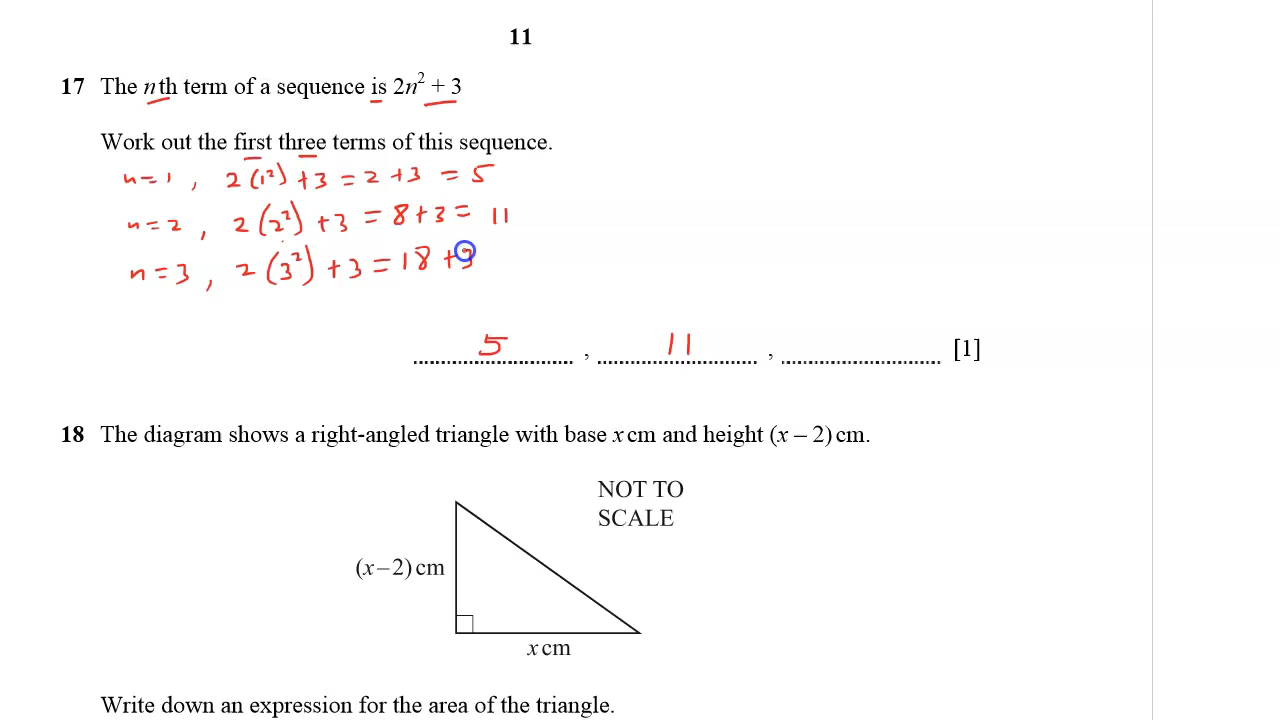 11
17 The nth term of a sequence is 2n² + 3
Work out the first three terms of this sequence.
n = 1 , 2 (1²) + 3 = 2 + 3 = 5
n = 2 , 2 (2²) + 3 = 8 + 3 = 11
n = 3 , 2 (3²) + 3 = 18 + 3
5 , 11 , [1]
18 The diagram shows a right-angled triangle with base x cm and height (x – 2) cm.
NOT TO
SCALE
(x – 2) cm
x cm
Write down an expression for the area of the triangle.